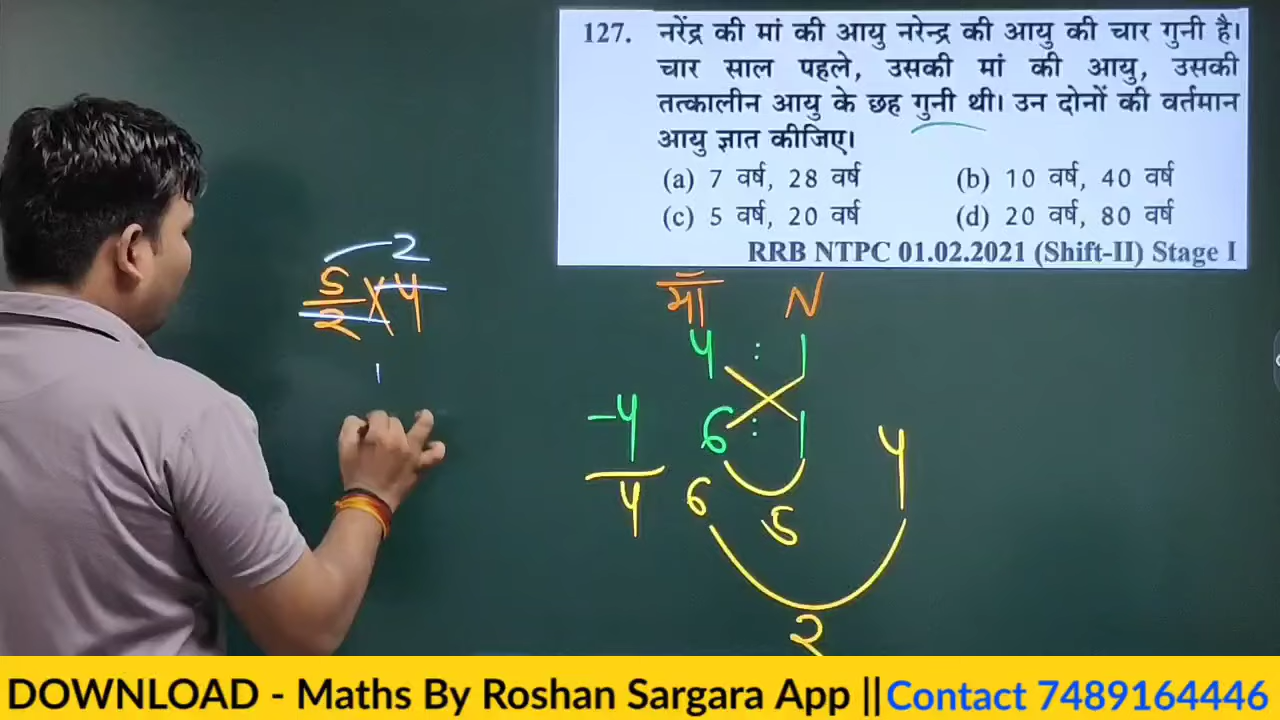 127. नरेंद्र की मां की आयु नरेन्द्र की आयु की चार गुनी है।
चार साल पहले, उसकी मां की आयु, उसकी
तत्कालीन आयु के छह गुनी थी। उन दोनों की वर्तमान
आयु ज्ञात कीजिए।
(a) 7 वर्ष, 28 वर्ष (b) 10 वर्ष, 40 वर्ष
(c) 5 वर्ष, 20 वर्ष (d) 20 वर्ष, 80 वर्ष
RRB NTPC 01.02.2021 (Shift-II) Stage I
2
5/2 × 4
1
माँ N
4 : 1
-4 6 : 1
4 6 5 4
2
DOWNLOAD - Maths By Roshan Sargara App || Contact 7489164446